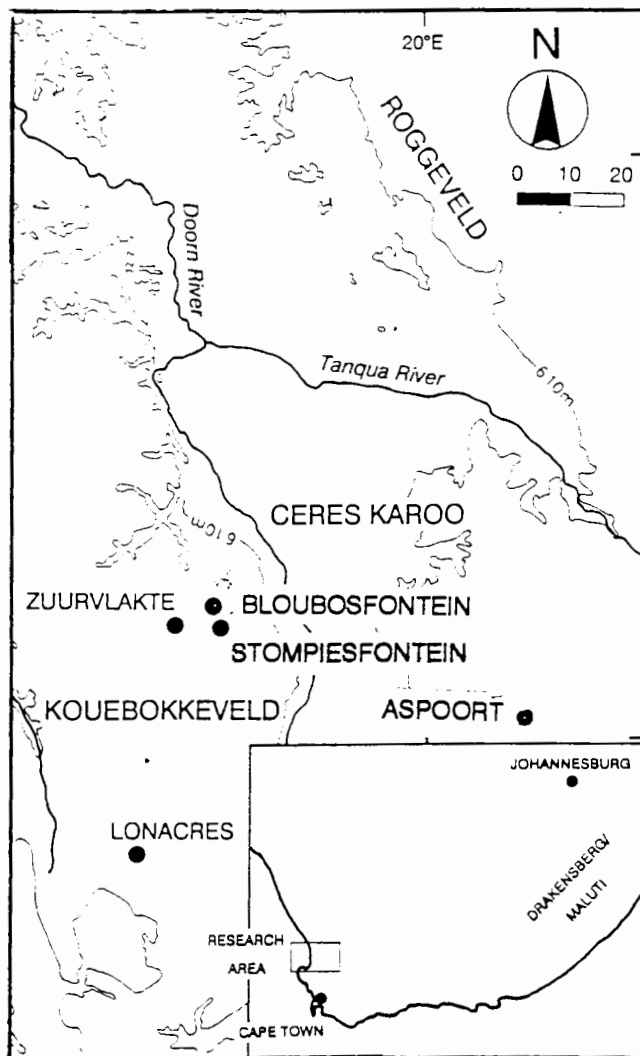 20°E
N
ROGGEVELD
0 10 20
Doorn River
Tanqua River
610m
CERES KAROO
610m
ZUURVLAKTE
BLOUBOSFONTEIN
STOMPIESFONTEIN
KOUEBOKKEVELD
ASPOORT
JOHANNESBURG
LONACRES
DRAKENSBERG/
MALUTI
RESEARCH
AREA
CAPE TOWN